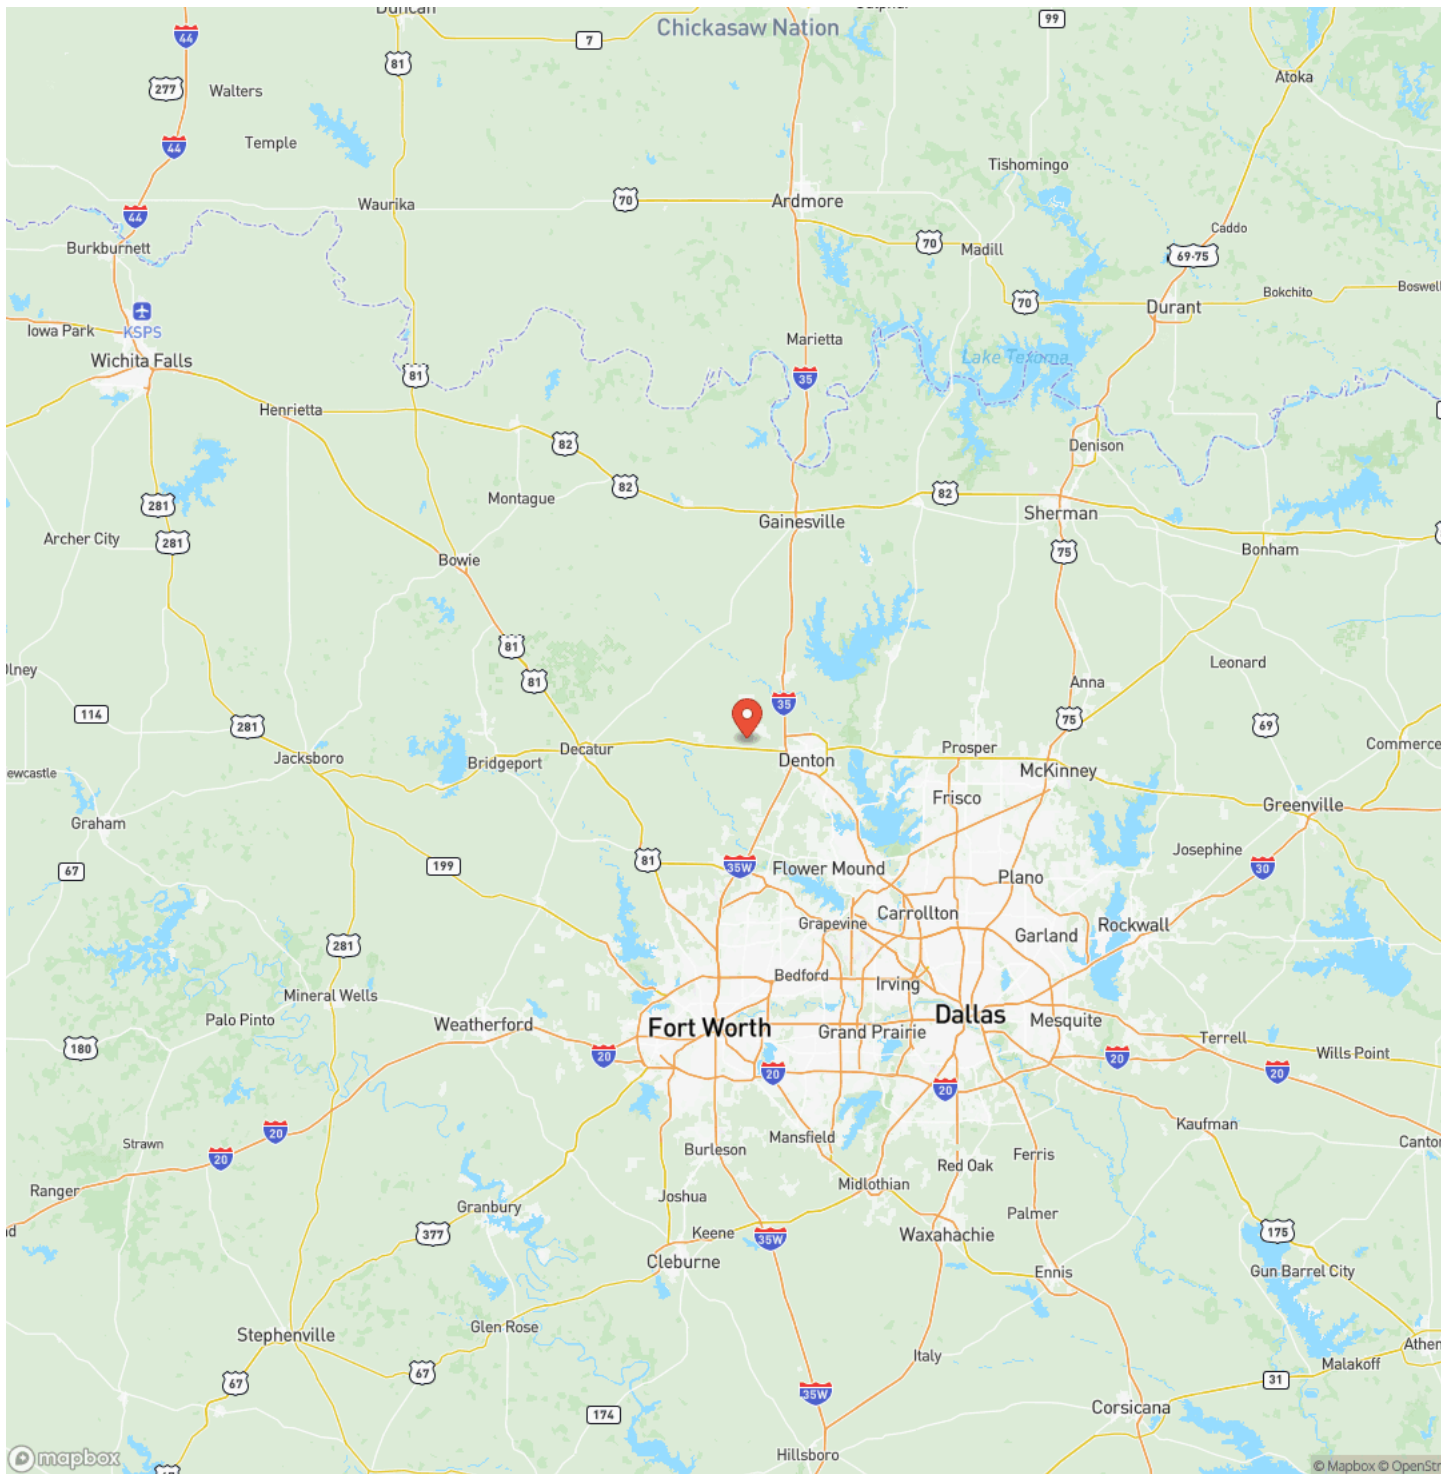 Duncan
Sulphur
99
44
Chickasaw Nation
7
81
Atoka
277
Walters
44
Temple
Tishomingo
Waurika
70
Ardmore
44
Caddo
Burkburnett
70
Madill
69-75
Bokchito
Boswell
70
Durant
KSPS
Iowa Park
Marietta
Lake Texoma
Wichita Falls
81
35
Henrietta
82
Denison
82
82
Montague
281
Gainesville
Sherman
Archer City
281
75
Bonham
Bowie
81
Leonard
Olney
81
Anna
35
114
75
69
281
Decatur
Prosper
Commerce
Jacksboro
Bridgeport
Denton
McKinney
ewcastle
Frisco
Greenville
Graham
Josephine
81
35W
199
67
Flower Mound
30
Plano
Carrollton
Grapevine
Rockwall
Garland
281
Bedford
Irving
Mineral Wells
Palo Pinto
Weatherford
Fort Worth
Grand Prairie
Dallas
Mesquite
Terrell
180
20
20
Wills Point
20
20
20
Kaufman
20
Strawn
Mansfield
Canton
20
Burleson
Ferris
Red Oak
Ranger
Midlothian
Joshua
Granbury
Palmer
nd
377
Keene
35W
Waxahachie
175
Cleburne
Ennis
Gun Barrel City
Glen Rose
Stephenville
Italy
Athen
Malakoff
67
67
35W
31
174
Corsicana
Hillsboro
mapbox
67
© Mapbox © OpenStr